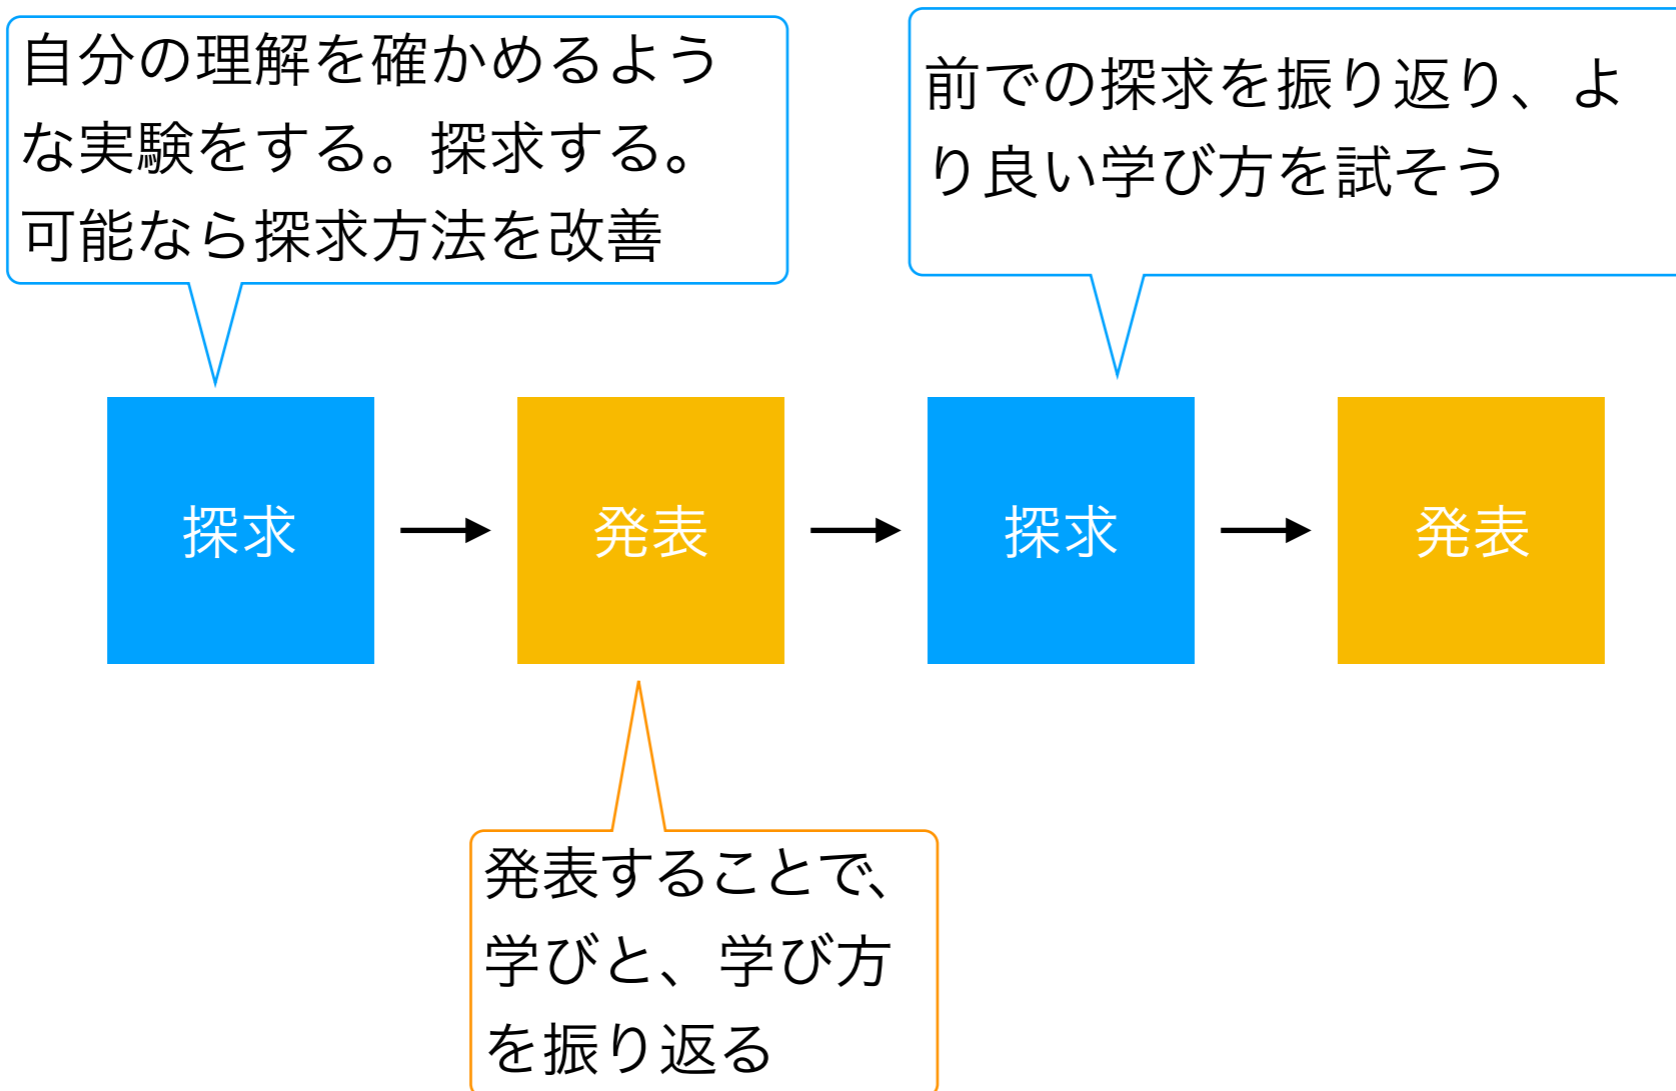 自分の理解を確かめるよう
な実験をする。探求する。
可能なら探求方法を改善
前での探求を振り返り、よ
り良い学び方を試そう
探求
発表
探求
発表
発表することで、
学びと、学び方
を振り返る